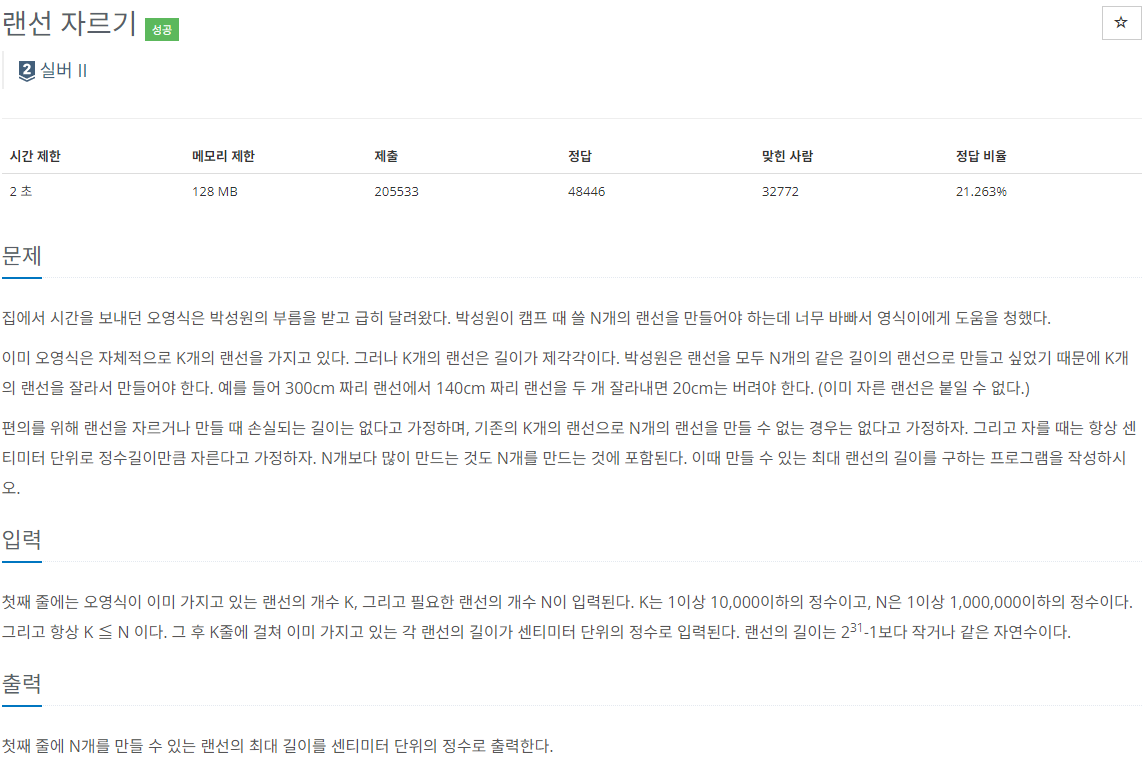 랜선 자르기 성공
☆
2 실버 II
시간 제한 메모리 제한 제출 정답 맞힌 사람 정답 비율
2 초 128 MB 205533 48446 32772 21.263%
문제
집에서 시간을 보내던 오영식은 박성원의 부름을 받고 급히 달려왔다. 박성원이 캠프 때 쓸 N개의 랜선을 만들어야 하는데 너무 바빠서 영식이에게 도움을 청했다.
이미 오영식은 자체적으로 K개의 랜선을 가지고 있다. 그러나 K개의 랜선은 길이가 제각각이다. 박성원은 랜선을 모두 N개의 같은 길이의 랜선으로 만들고 싶었기 때문에 K개
의 랜선을 잘라서 만들어야 한다. 예를 들어 300cm 짜리 랜선에서 140cm 짜리 랜선을 두 개 잘라내면 20cm는 버려야 한다. (이미 자른 랜선은 붙일 수 없다.)
편의를 위해 랜선을 자르거나 만들 때 손실되는 길이는 없다고 가정하며, 기존의 K개의 랜선으로 N개의 랜선을 만들 수 없는 경우는 없다고 가정하자. 그리고 자를 때는 항상 센
티미터 단위로 정수길이만큼 자른다고 가정하자. N개보다 많이 만드는 것도 N개를 만드는 것에 포함된다. 이때 만들 수 있는 최대 랜선의 길이를 구하는 프로그램을 작성하시
오.
입력
첫째 줄에는 오영식이 이미 가지고 있는 랜선의 개수 K, 그리고 필요한 랜선의 개수 N이 입력된다. K는 1이상 10,000이하의 정수이고, N은 1이상 1,000,000이하의 정수이다.
그리고 항상 K ≦ N 이다. 그 후 K줄에 걸쳐 이미 가지고 있는 각 랜선의 길이가 센티미터 단위의 정수로 입력된다. 랜선의 길이는 2³¹-1보다 작거나 같은 자연수이다.
출력
첫째 줄에 N개를 만들 수 있는 랜선의 최대 길이를 센티미터 단위의 정수로 출력한다.